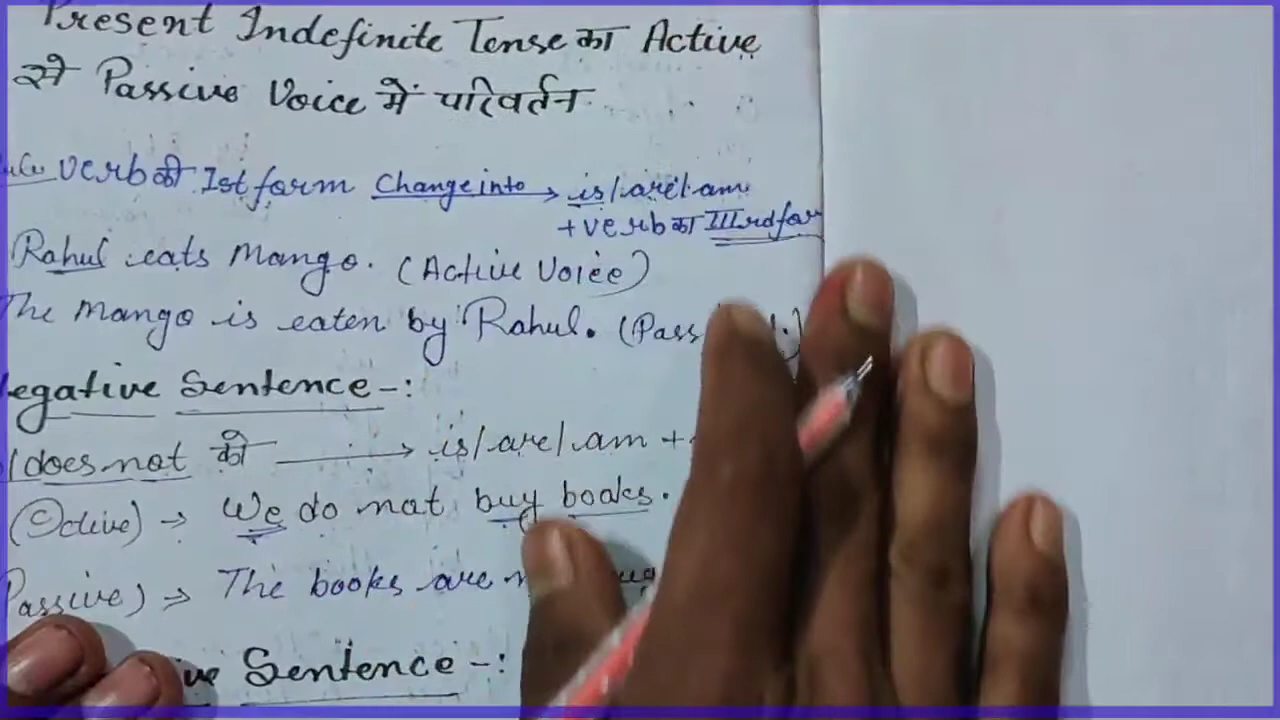 Present Indefinite Tense का Active
से Passive Voice में परिवर्तन
verb की Ist form Change into → is/are/am
+verb का IIIrd for
Rahul eats Mango. (Active Voice)
The Mango is eaten by Rahul. (Pass
egative Sentence -:
/does not को → is/are/am +
(Active) → We do not buy books.
Passive) → The books are
Sentence -: